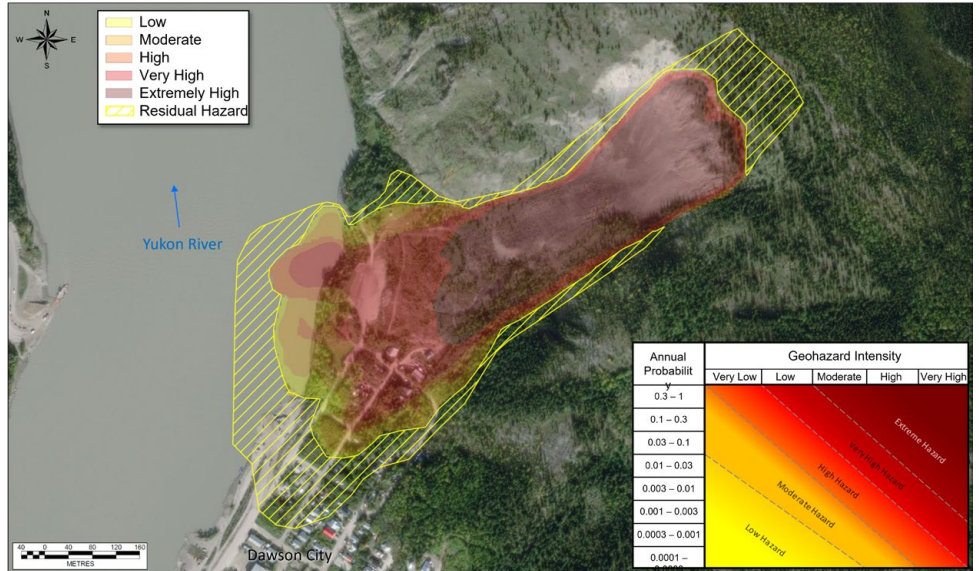 N
W E
S
Low
Moderate
High
Very High
Extremely High
Residual Hazard
Yukon River
Dawson City
40 0 40 80 120 160
METRES
Annual
Probabilit
y
Geohazard Intensity
Very Low Low Moderate High Very High
0.3 – 1
0.1 – 0.3
0.03 – 0.1
0.01 – 0.03
0.003 – 0.01
0.001 – 0.003
0.0003 – 0.001
0.0001 –
Extreme Hazard
Very High Hazard
High Hazard
Moderate Hazard
Low Hazard